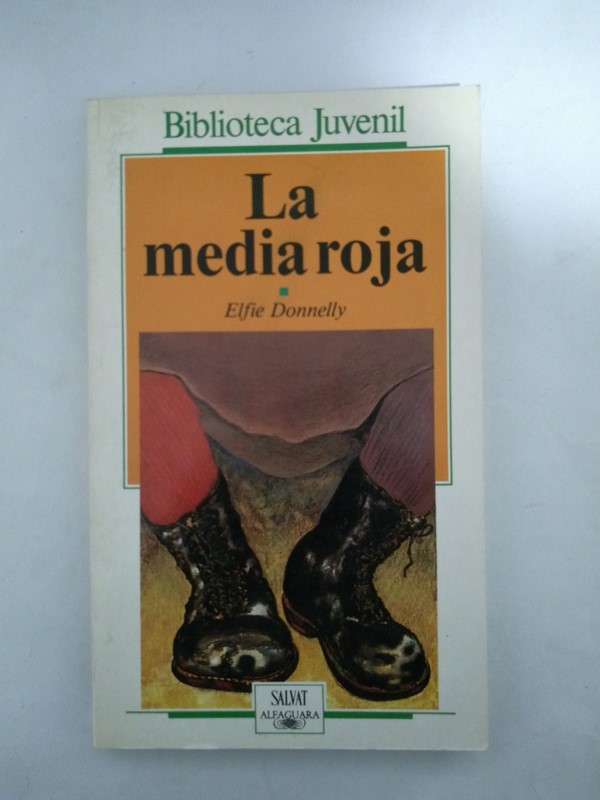 Biblioteca Juvenil
La
media roja
Elfie Donnelly
SALVAT
ALFAGUARA